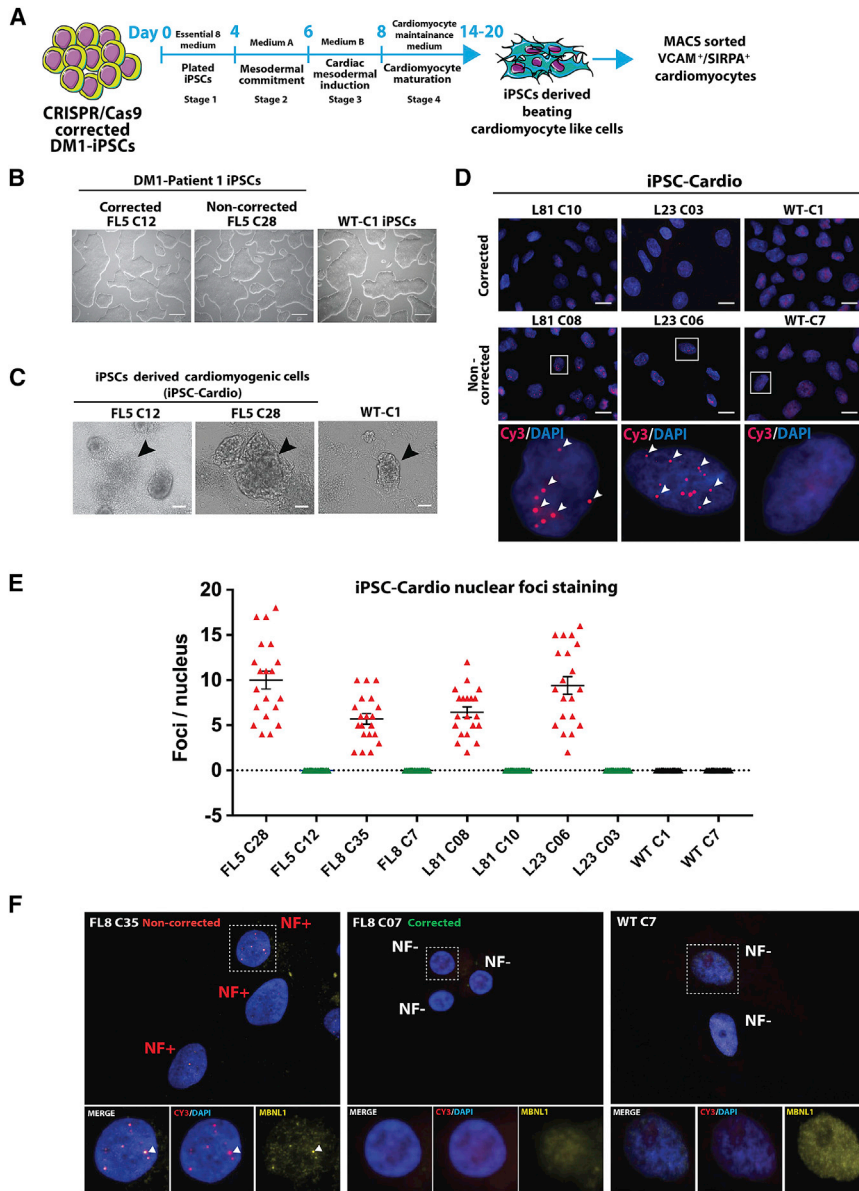 A
Day 0 4 6 8 14-20
Essential 8 medium
Medium A
Medium B
Cardiomyocyte maintainance medium
Plated iPSCs
Mesodermal commitment
Cardiac mesodermal induction
Cardiomyocyte maturation
Stage 1
Stage 2
Stage 3
Stage 4
CRISPR/Cas9
corrected
DM1-iPSCs
iPSCs derived
beating
cardiomyocyte like cells
MACS sorted
VCAM⁺/SIRPA⁺
cardiomyocytes
B
DM1-Patient 1 iPSCs
Corrected
FL5 C12
Non-corrected
FL5 C28
WT-C1 iPSCs
C
iPSCs derived cardiomyogenic cells
(iPSC-Cardio)
FL5 C12
FL5 C28
WT-C1
D
iPSC-Cardio
L81 C10
L23 C03
WT-C1
Corrected
L81 C08
L23 C06
WT-C7
Non-
corrected
Cy3/DAPI
Cy3/DAPI
Cy3/DAPI
E
iPSC-Cardio nuclear foci staining
Foci / nucleus
20
15
10
5
0
-5
FL5 C28
FL5 C12
FL8 C35
FL8 C7
L81 C08
L81 C10
L23 C06
L23 C03
WT C1
WT C7
F
FL8 C35 Non-corrected
NF+
NF+
NF+
MERGE
CY3/DAPI
MBNL1
FL8 C07 Corrected
NF-
NF-
NF-
MERGE
CY3/DAPI
MBNL1
WT C7
NF-
NF-
MERGE
CY3/DAPI
MBNL1